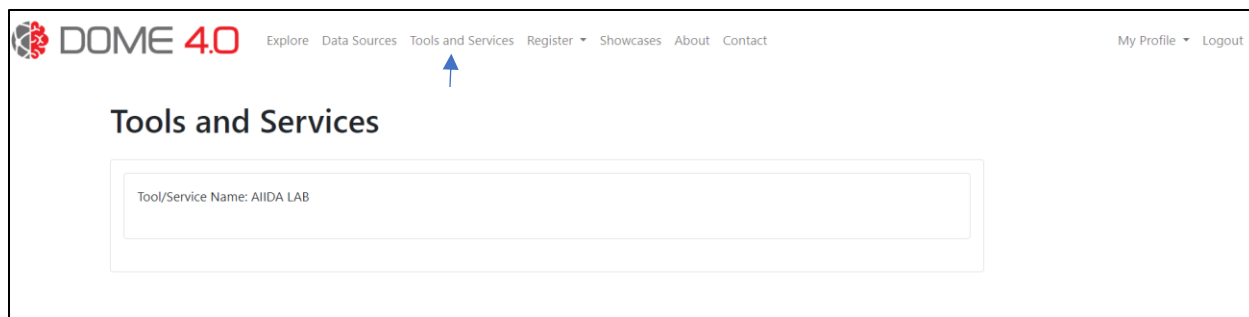 DOME 4.0 Explore Data Sources Tools and Services Register Showcases About Contact My Profile Logout
Tools and Services
Tool/Service Name: AIIDA LAB